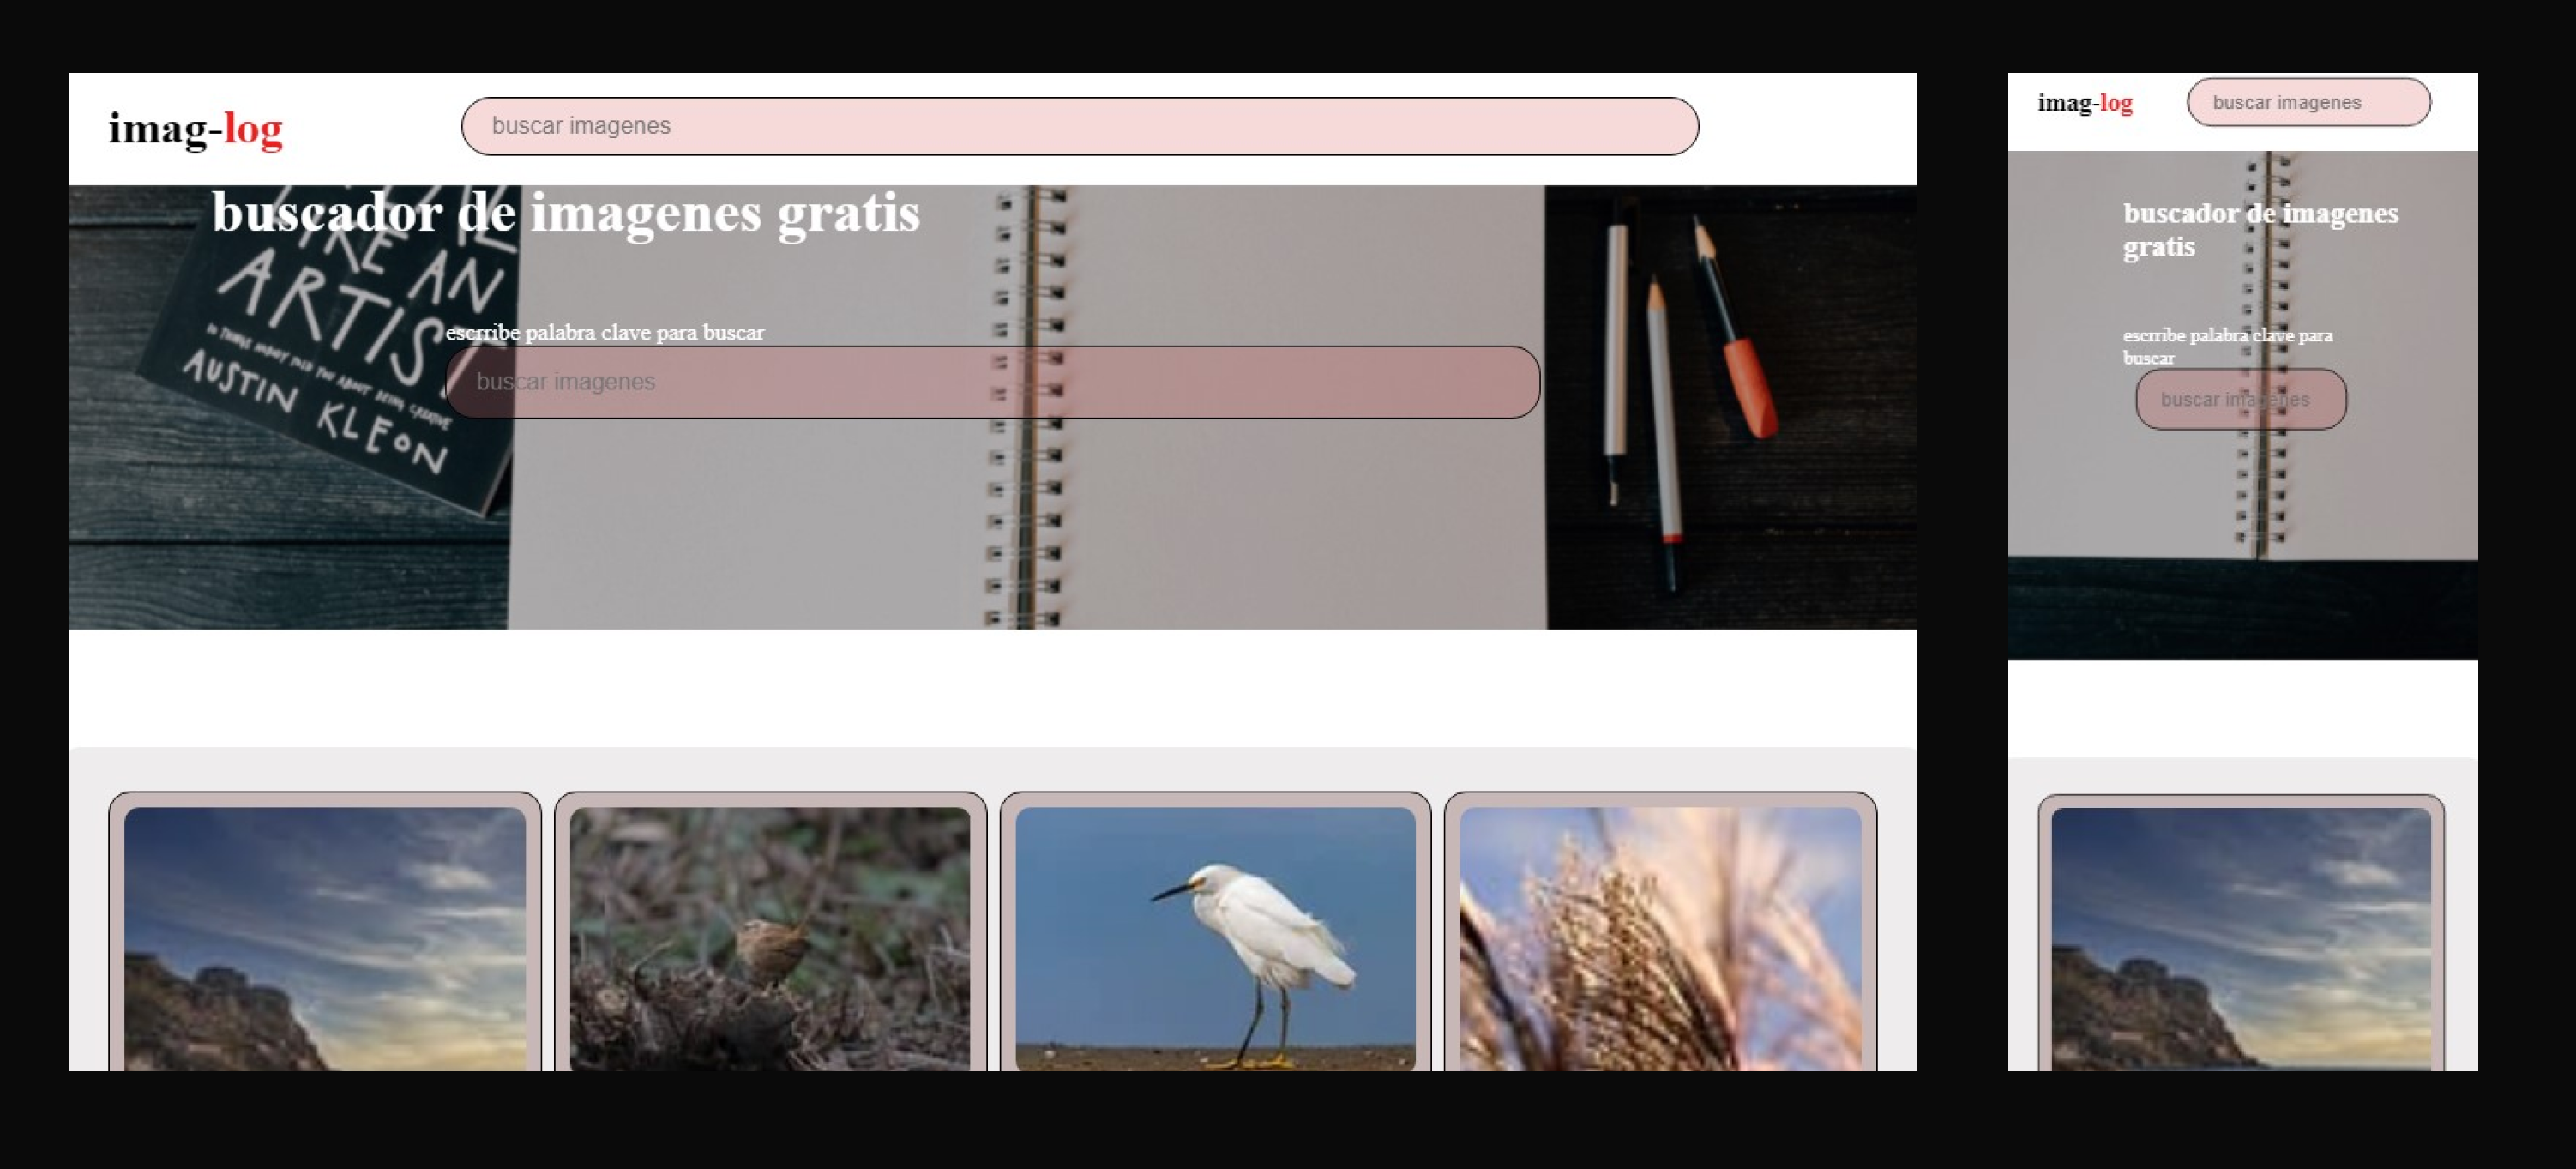 imag-log
buscar imagenes
buscador de imagenes gratis
escrribe palabra clave para buscar
buscar imagenes
AN
ARTIST
AUSTIN KLEON
imag-log
buscar imagenes
buscador de imagenes
gratis
escrribe palabra clave para
buscar
buscar imagenes